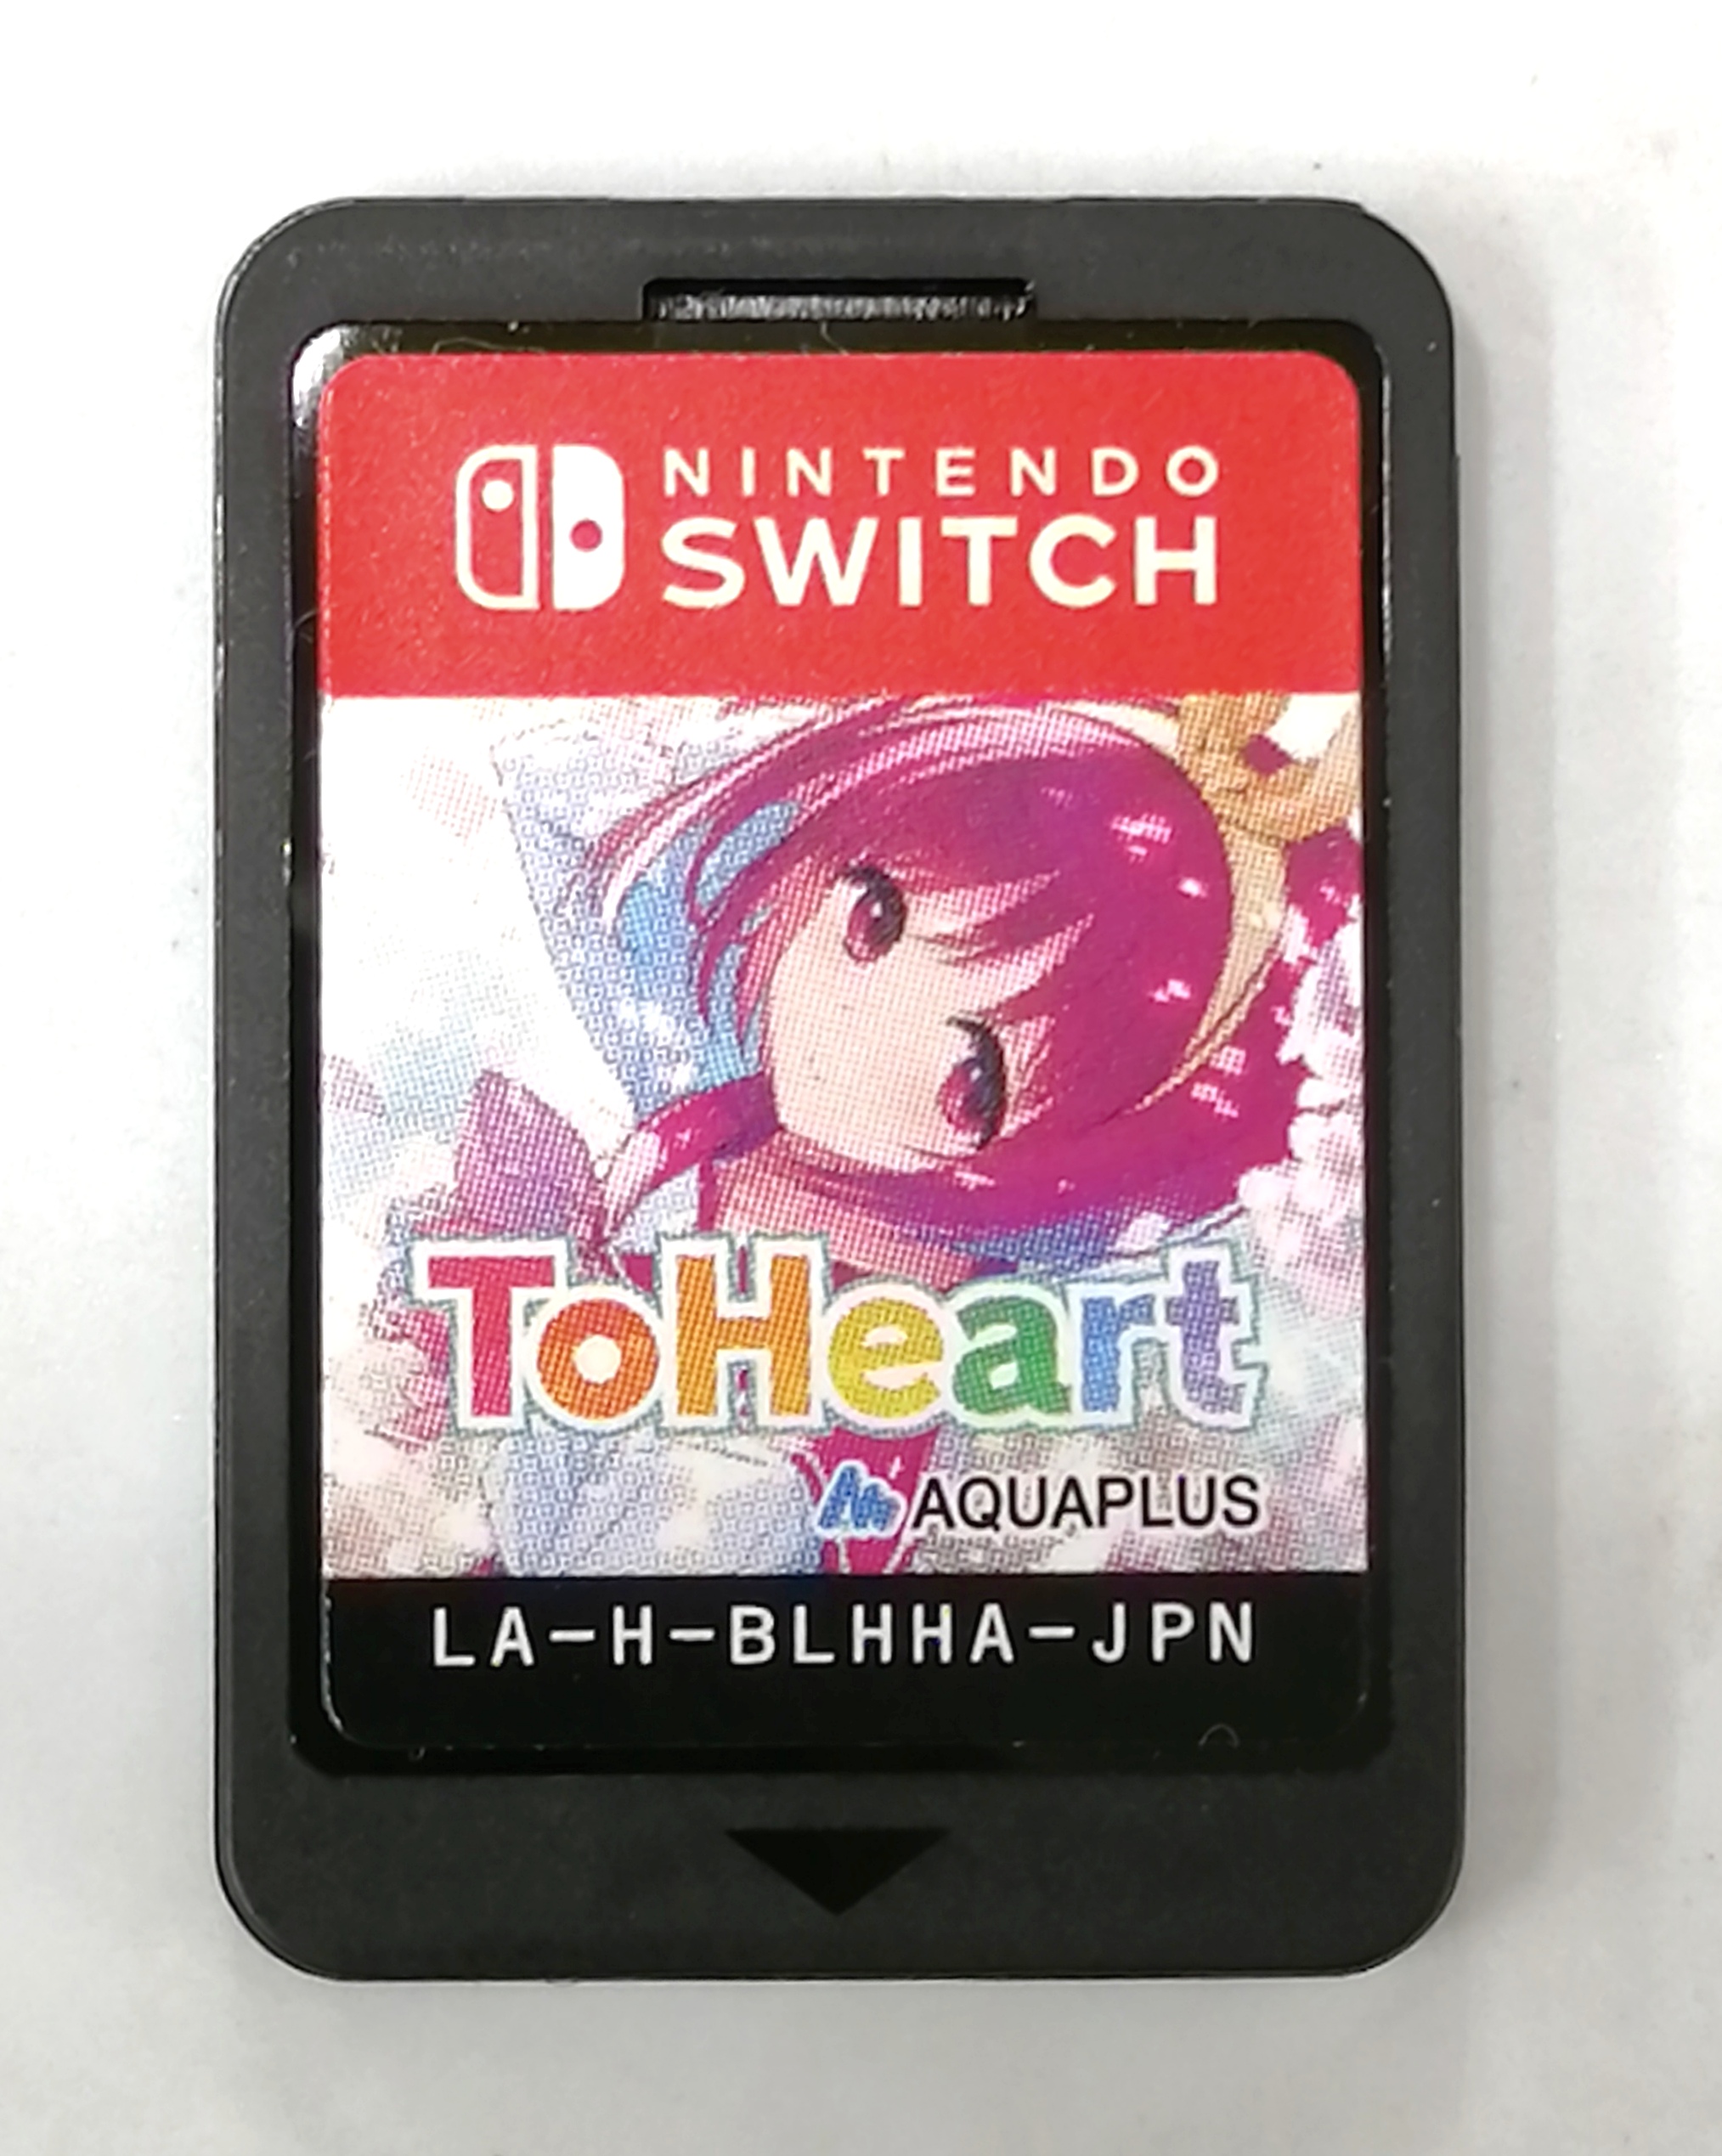 NINTENDO
SWITCH
ToHeart
AQUAPLUS
LA-H-BLHHA-JPN